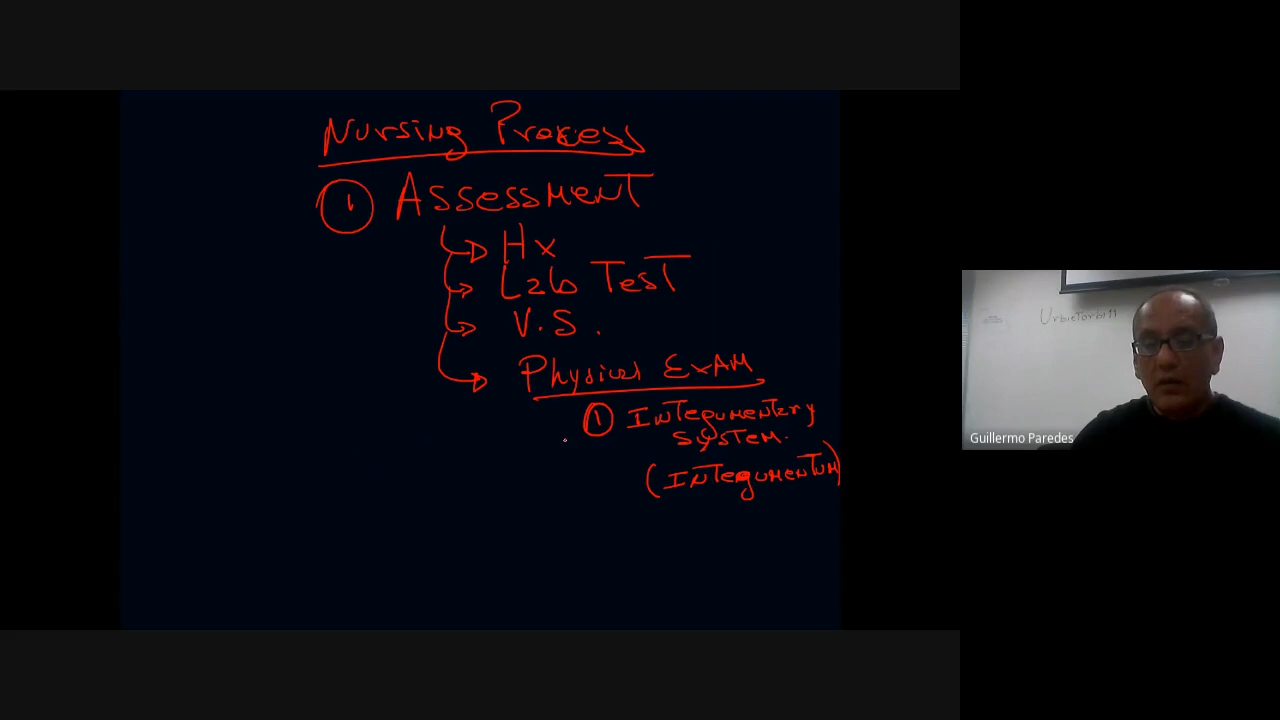 Nursing Process
① Assessment
Hx
Lab Test
V.S.
Physical Exam
① Integumentary
system.
(Integumentum)
Guillermo Paredes